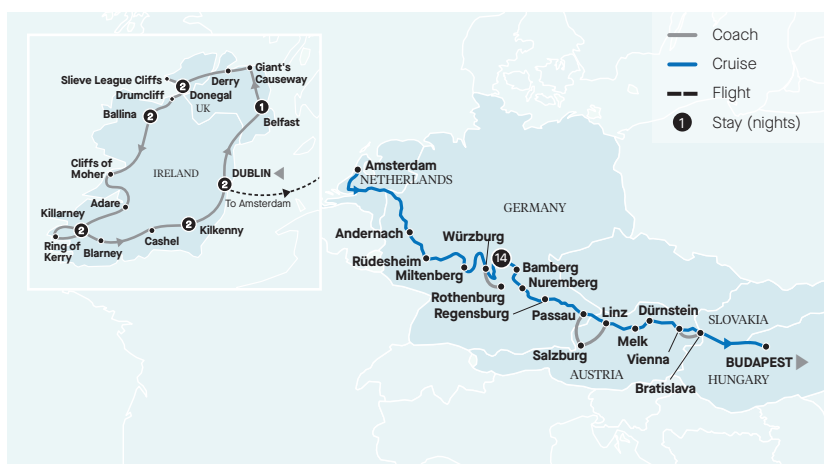 Coach
Cruise
Flight
1 Stay (nights)
Giant's
Causeway
Slieve League Cliffs
2
Derry
Donegal
Drumcliff
UK
1
Ballina
2
Belfast
Cliffs of
Moher
IRELAND
DUBLIN
2
To Amsterdam
Adare
Killarney
2
2
Kilkenny
Ring of
Kerry
Blarney
Cashel
Amsterdam
NETHERLANDS
GERMANY
Andernach
Würzburg
14
Rüdesheim
Miltenberg
Bamberg
Nuremberg
Rothenburg
Regensburg
Passau
Linz
Dürnstein
SLOVAKIA
Melk
Salzburg
Vienna
BUDAPEST
AUSTRIA
HUNGARY
Bratislava